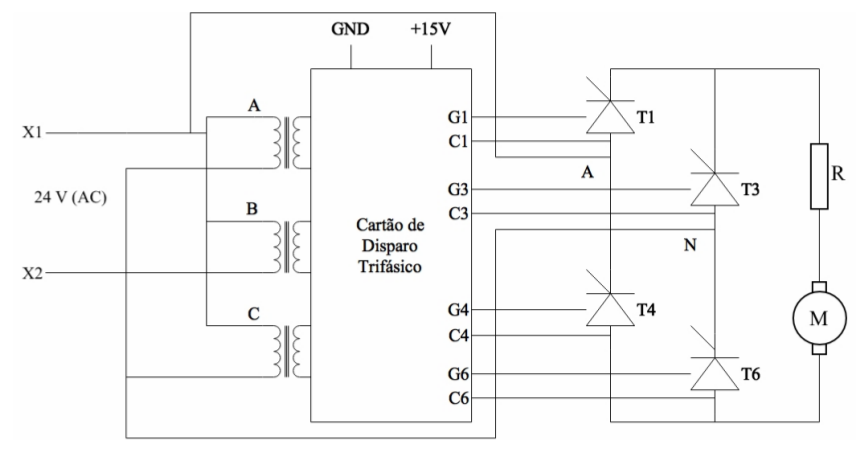 GND
+15V
A
X1
G1
T1
C1
A
R
G3
T3
24 V (AC)
B
C3
Cartão de
Disparo
Trifásico
N
X2
C
G4
T4
M
C4
G6
T6
C6